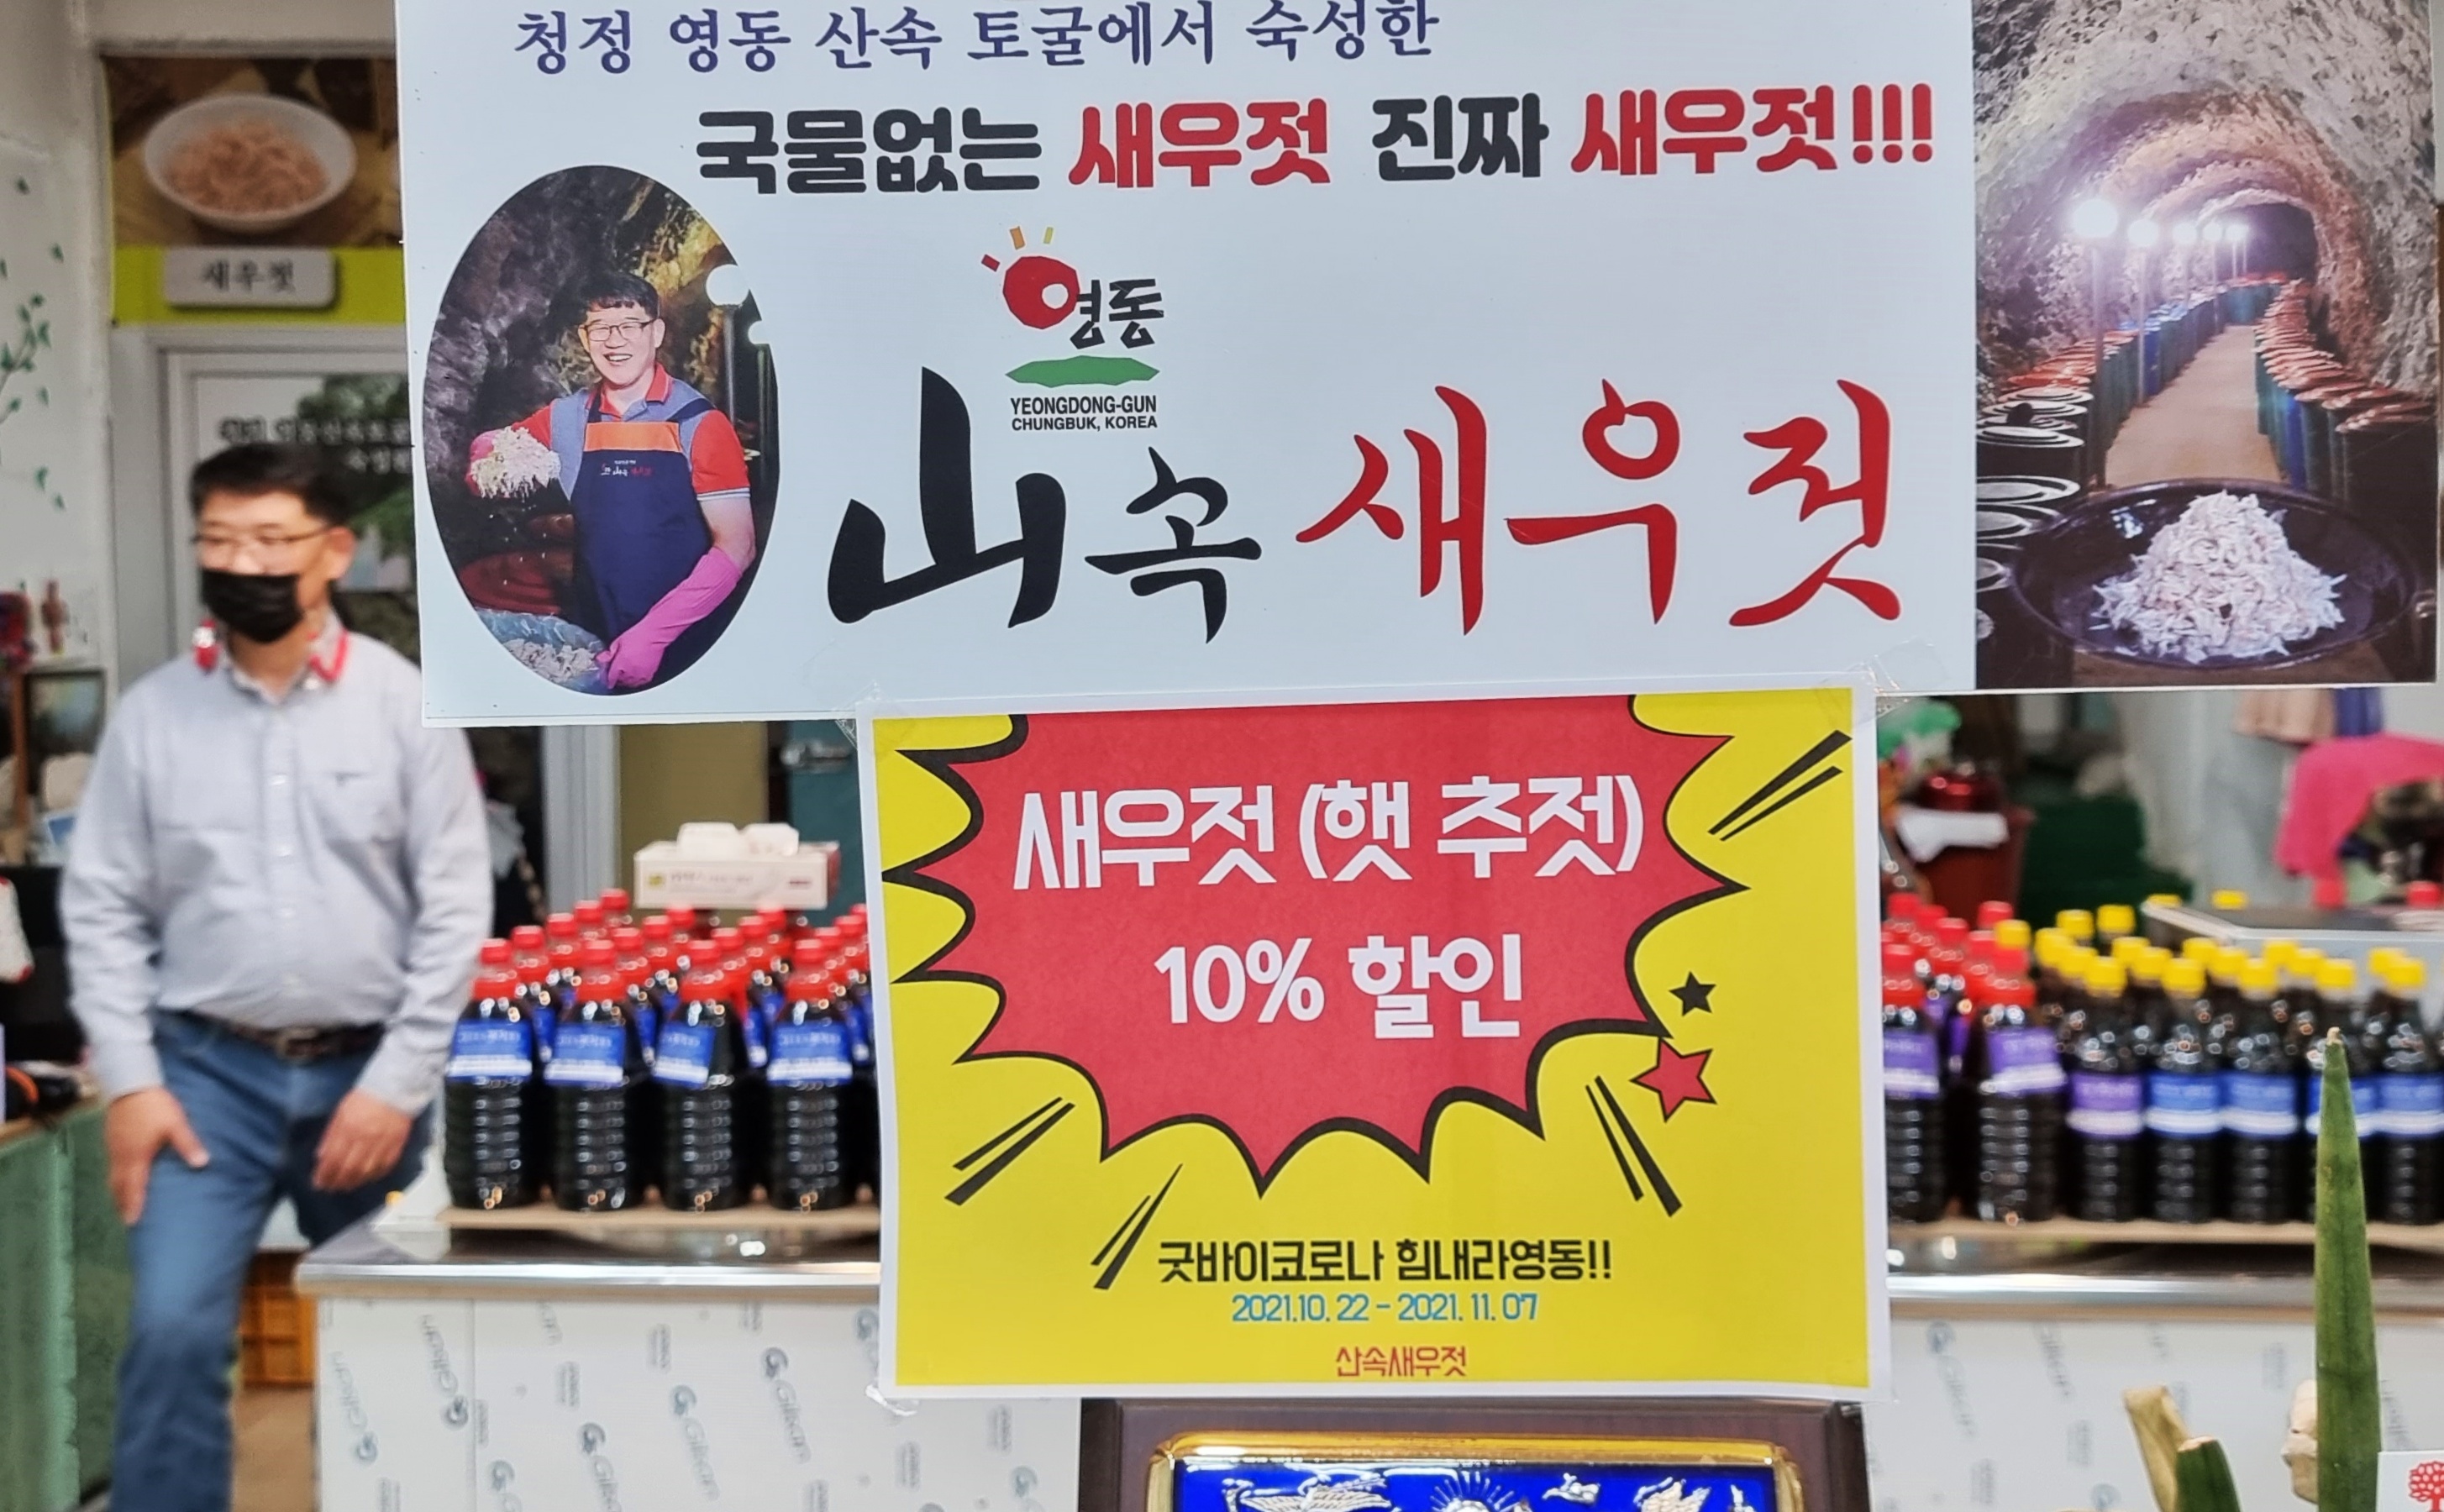 청정 영동 산속 토굴에서 숙성한
국물없는 새우젓 진짜 새우젓!!!
새우젓
영동
YEONGDONG-GUN
CHUNGBUK, KOREA
山속 새우젓
새우젓 (햇 추젓)
10% 할인
굿바이코로나 힘내라영동!!
2021.10. 22 - 2021. 11. 07
산속새우젓